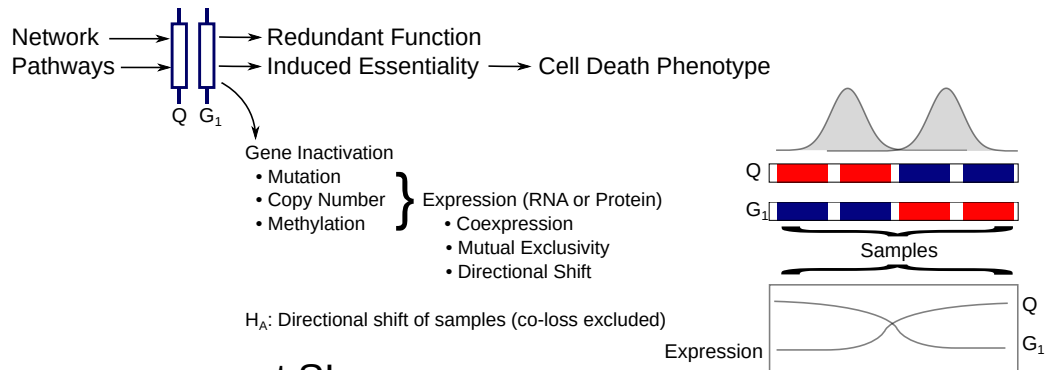 Network
Pathways
Redundant Function
Induced Essentiality
Cell Death Phenotype
Q G₁
Gene Inactivation
• Mutation
• Copy Number
• Methylation
Expression (RNA or Protein)
• Coexpression
• Mutual Exclusivity
• Directional Shift
H_A: Directional shift of samples (co-loss excluded)
Q
G₁
Samples
Q
G₁
Expression